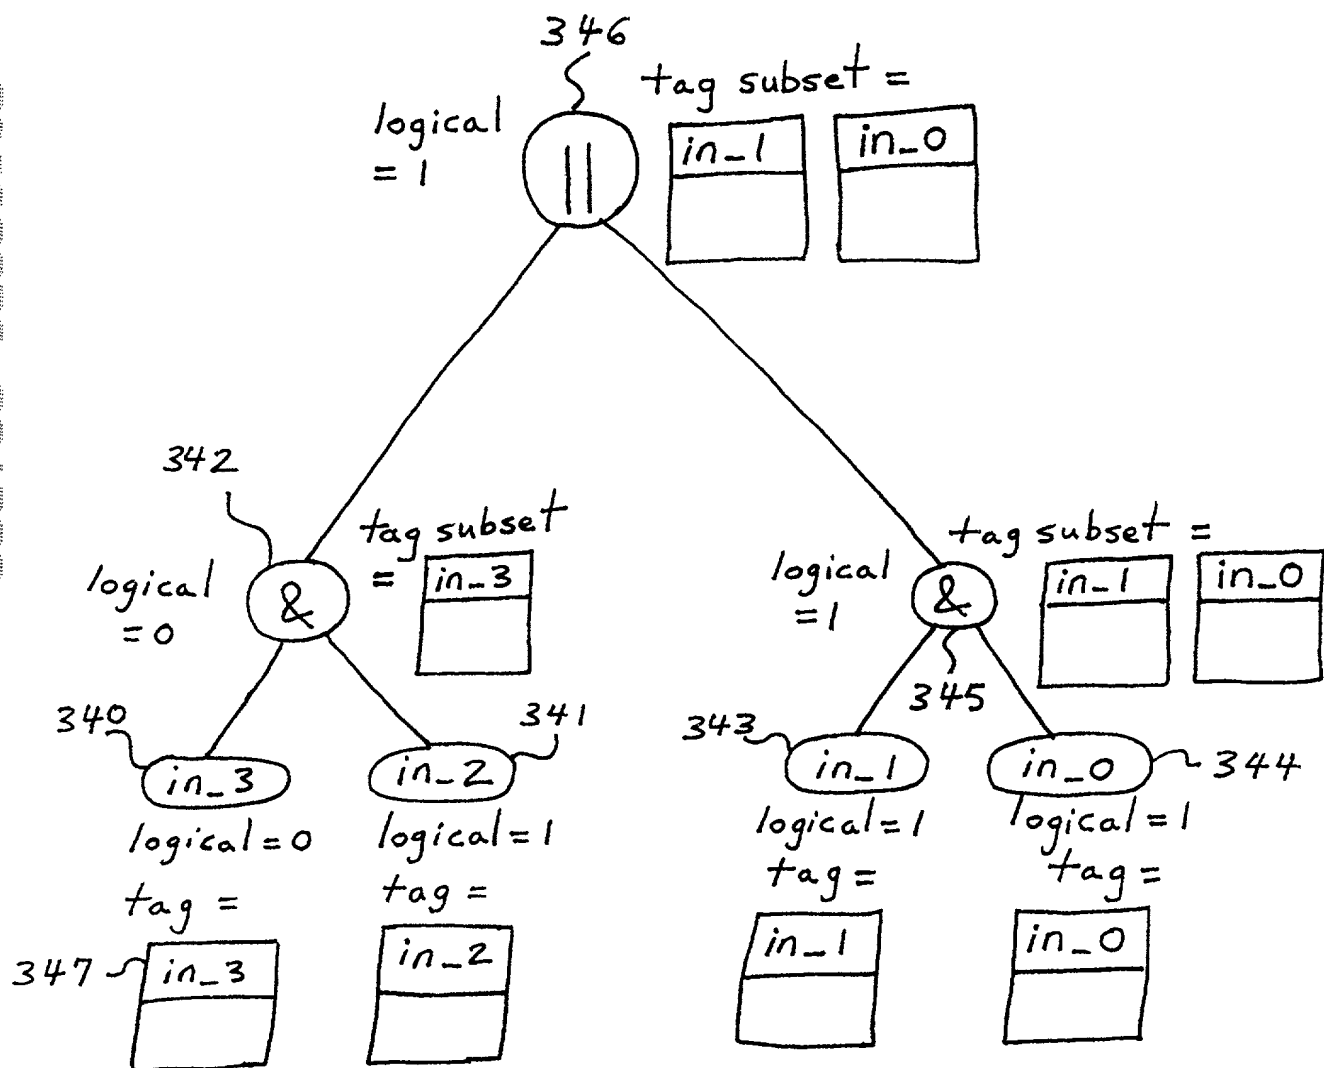 346
tag subset =
logical
= 1
||
in_1
in_0
342
tag subset
= in_3
logical
= 0
&
tag subset =
logical
= 1
&
in_1
in_0
345
340
341
343
344
in_3
in_2
in_1
in_0
logical = 0
logical = 1
logical = 1
logical = 1
tag =
tag =
tag =
tag =
347
in_3
in_2
in_1
in_0